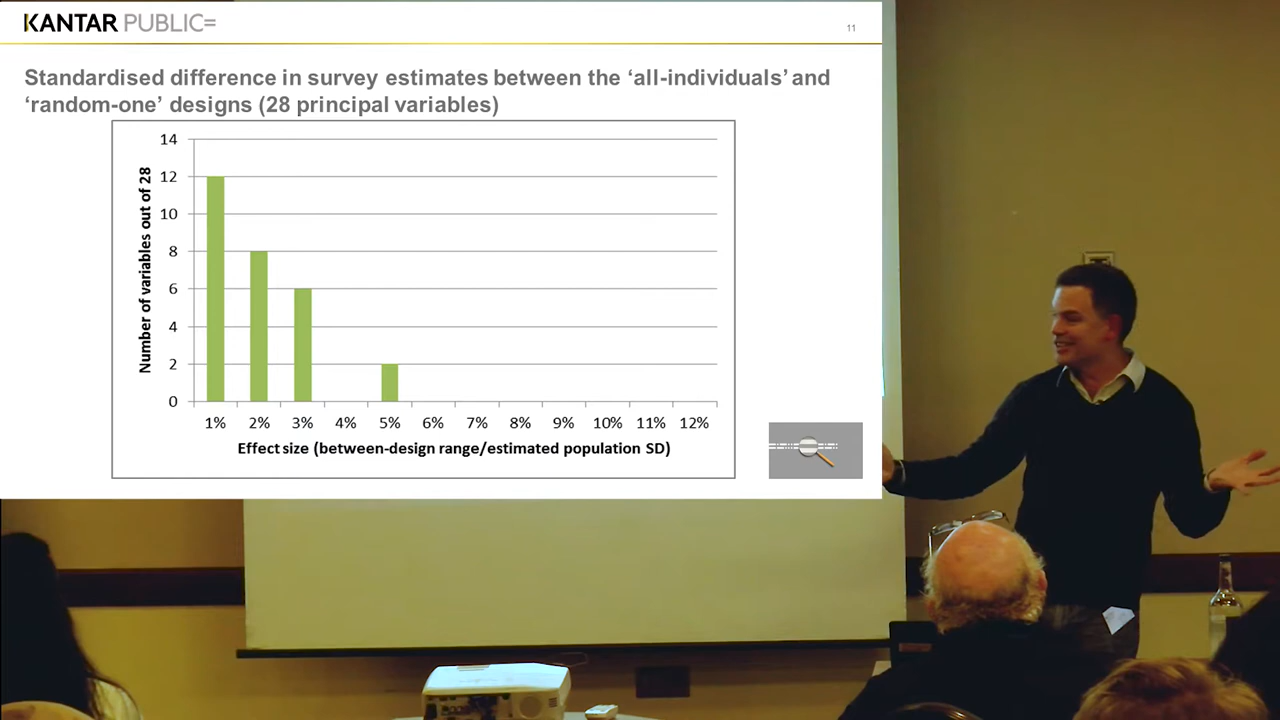 KANTAR PUBLIC=
11
Standardised difference in survey estimates between the ‘all-individuals’ and
‘random-one’ designs (28 principal variables)
Number of variables out of 28
14
12
10
8
6
4
2
0
1% 2% 3% 4% 5% 6% 7% 8% 9% 10% 11% 12%
Effect size (between-design range/estimated population SD)